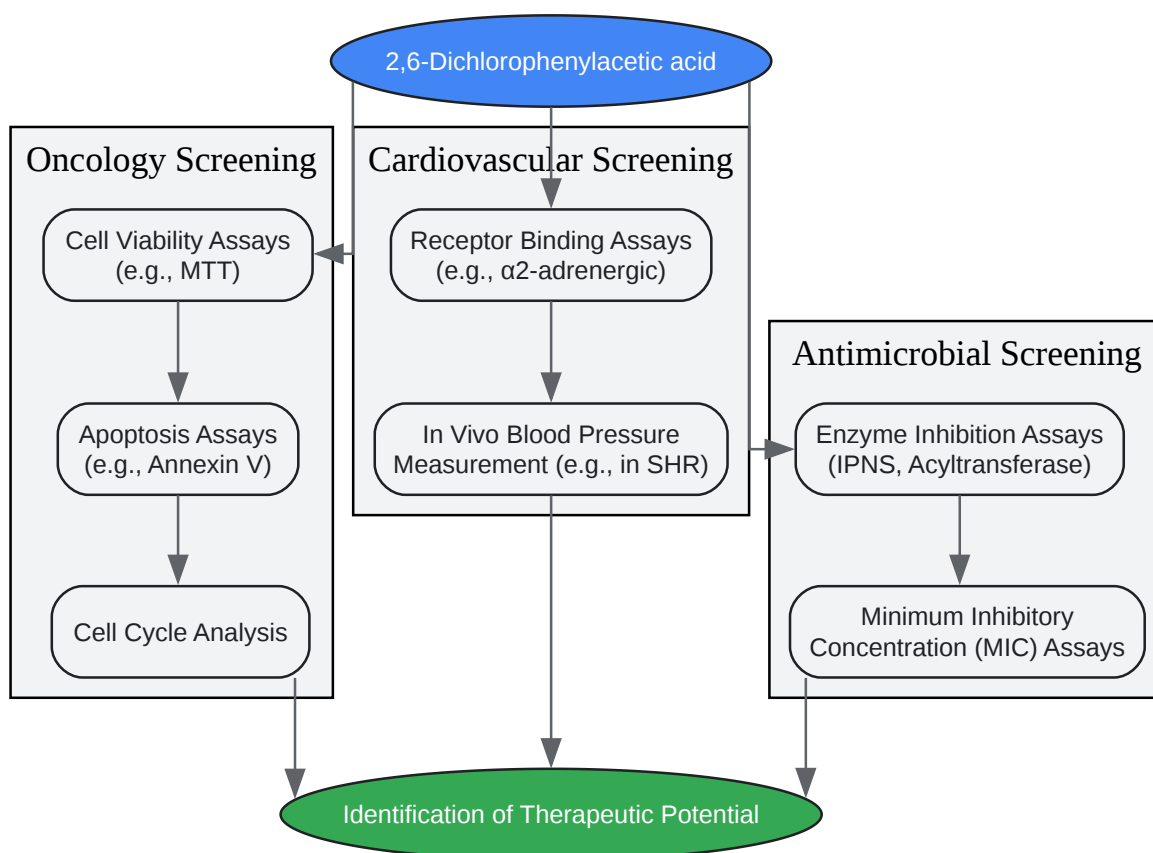 2,6-Dichlorophenylacetic acid
Oncology Screening
Cell Viability Assays
(e.g., MTT)
Apoptosis Assays
(e.g., Annexin V)
Cell Cycle Analysis
Cardiovascular Screening
Receptor Binding Assays
(e.g., α2-adrenergic)
In Vivo Blood Pressure
Measurement (e.g., in SHR)
Antimicrobial Screening
Enzyme Inhibition Assays
(IPNS, Acyltransferase)
Minimum Inhibitory
Concentration (MIC) Assays
Identification of Therapeutic Potential